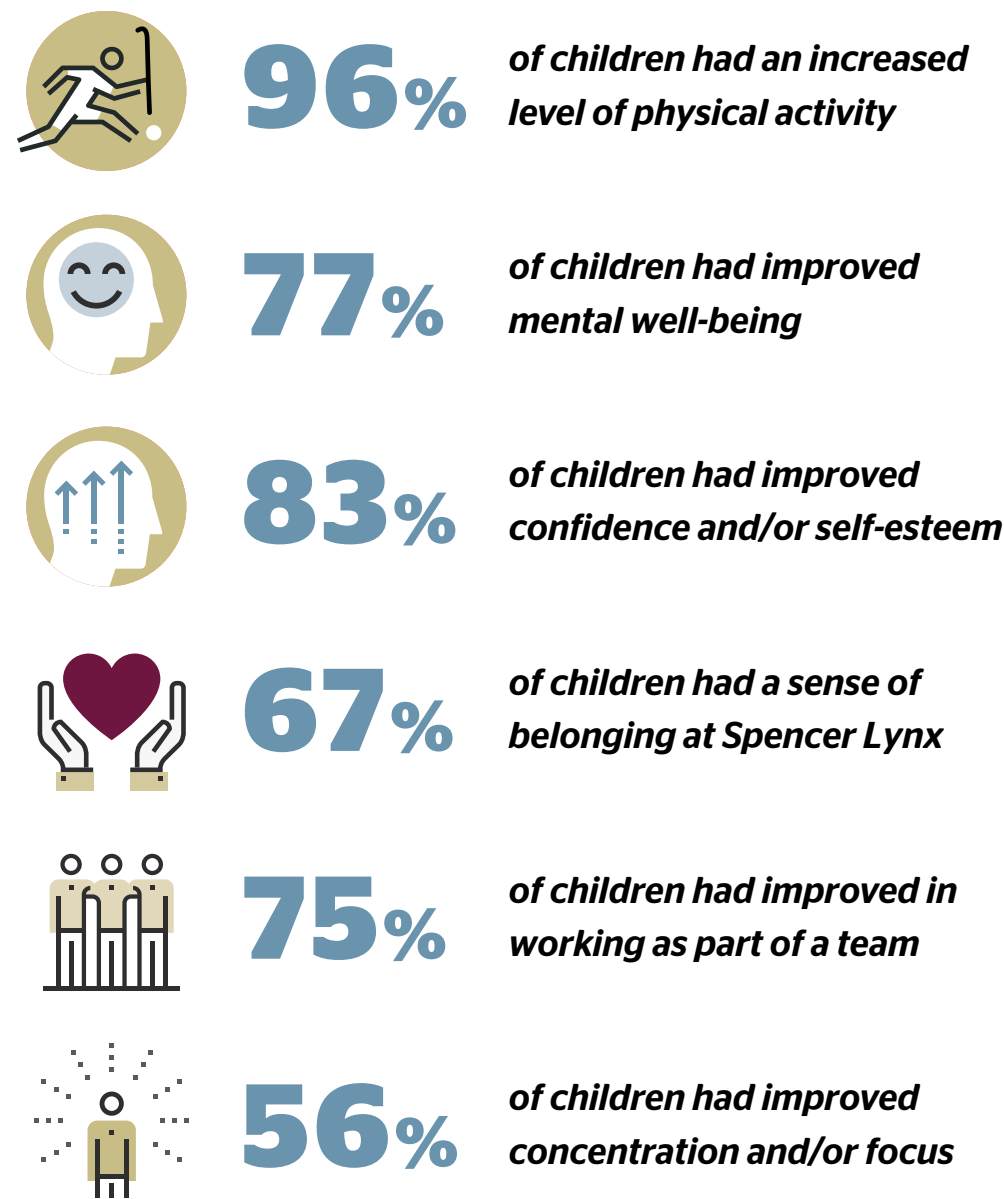 96% of children had an increased
level of physical activity
77% of children had improved
mental well-being
83% of children had improved
confidence and/or self-esteem
67% of children had a sense of
belonging at Spencer Lynx
75% of children had improved in
working as part of a team
56% of children had improved
concentration and/or focus